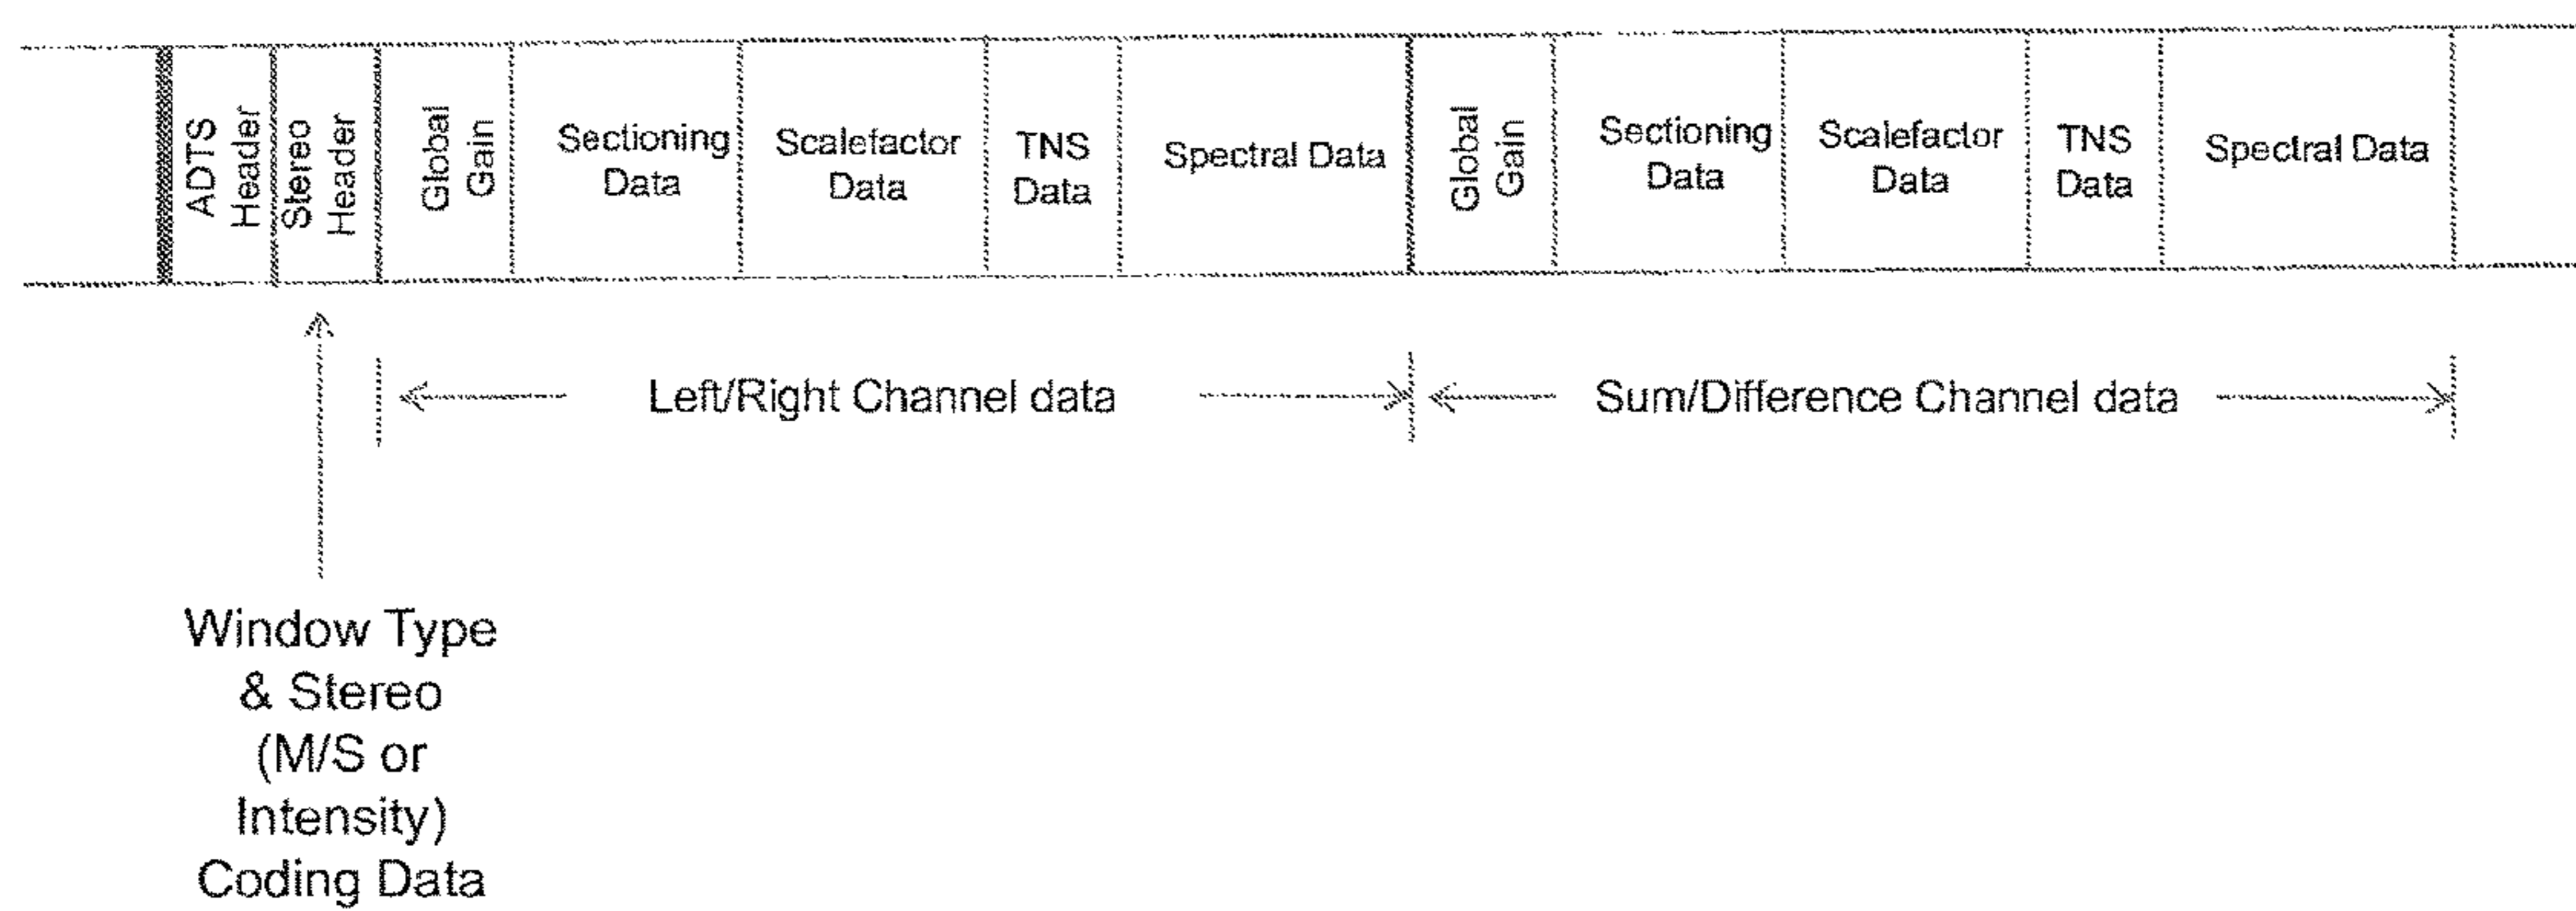 ADTS
Header
Stereo
Header
Global
Gain
Sectioning
Data
Scalefactor
Data
TNS
Data
Spectral Data
Global
Gain
Sectioning
Data
Scalefactor
Data
TNS
Data
Spectral Data
Left/Right Channel data
Sum/Difference Channel data
Window Type
& Stereo
(M/S or
Intensity)
Coding Data